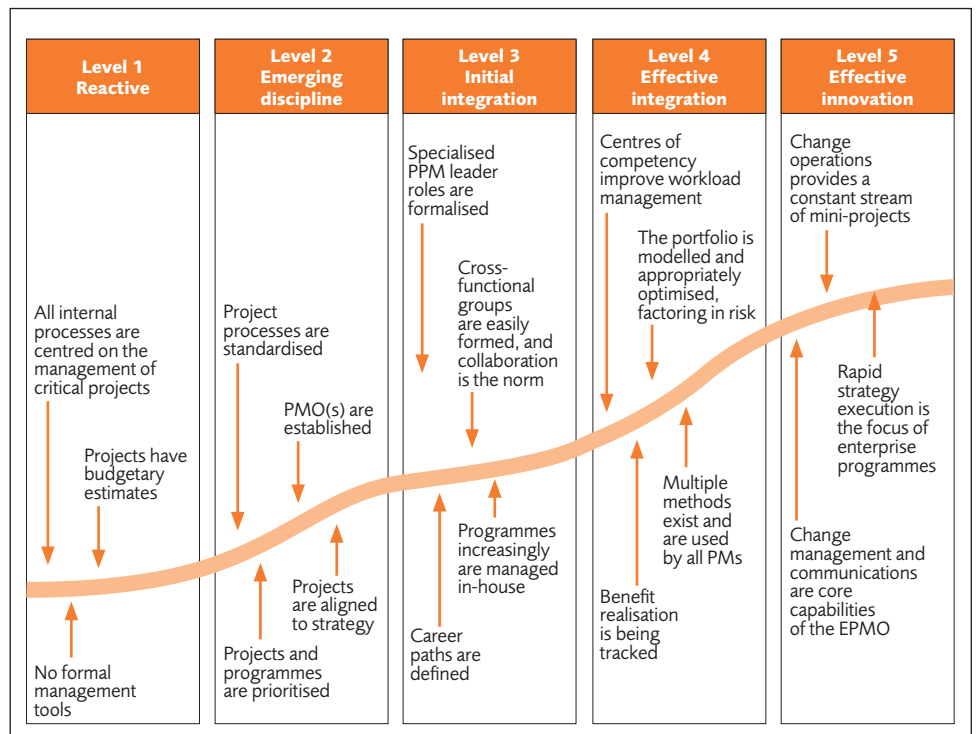 Level 1
Reactive
Level 2
Emerging
discipline
Level 3
Initial
integration
Level 4
Effective
integration
Level 5
Effective
innovation
All internal
processes are
centred on the
management of
critical projects
Projects have
budgetary
estimates
No formal
management
tools
Project
processes are
standardised
PMO(s) are
established
Projects
are aligned
to strategy
Projects and
programmes
are prioritised
Specialised
PPM leader
roles are
formalised
Cross-
functional
groups
are easily
formed, and
collaboration
is the norm
Programmes
increasingly
are managed
in-house
Career
paths are
defined
Centres of
competency
improve workload
management
The portfolio is
modelled and
appropriately
optimised,
factoring in risk
Multiple
methods
exist and
are used
by all PMs
Benefit
realisation
is being
tracked
Change
operations
provides a
constant stream
of mini-projects
Rapid
strategy
execution is
the focus of
enterprise
programmes
Change
management and
communications
are core
capabilities
of the EPMO